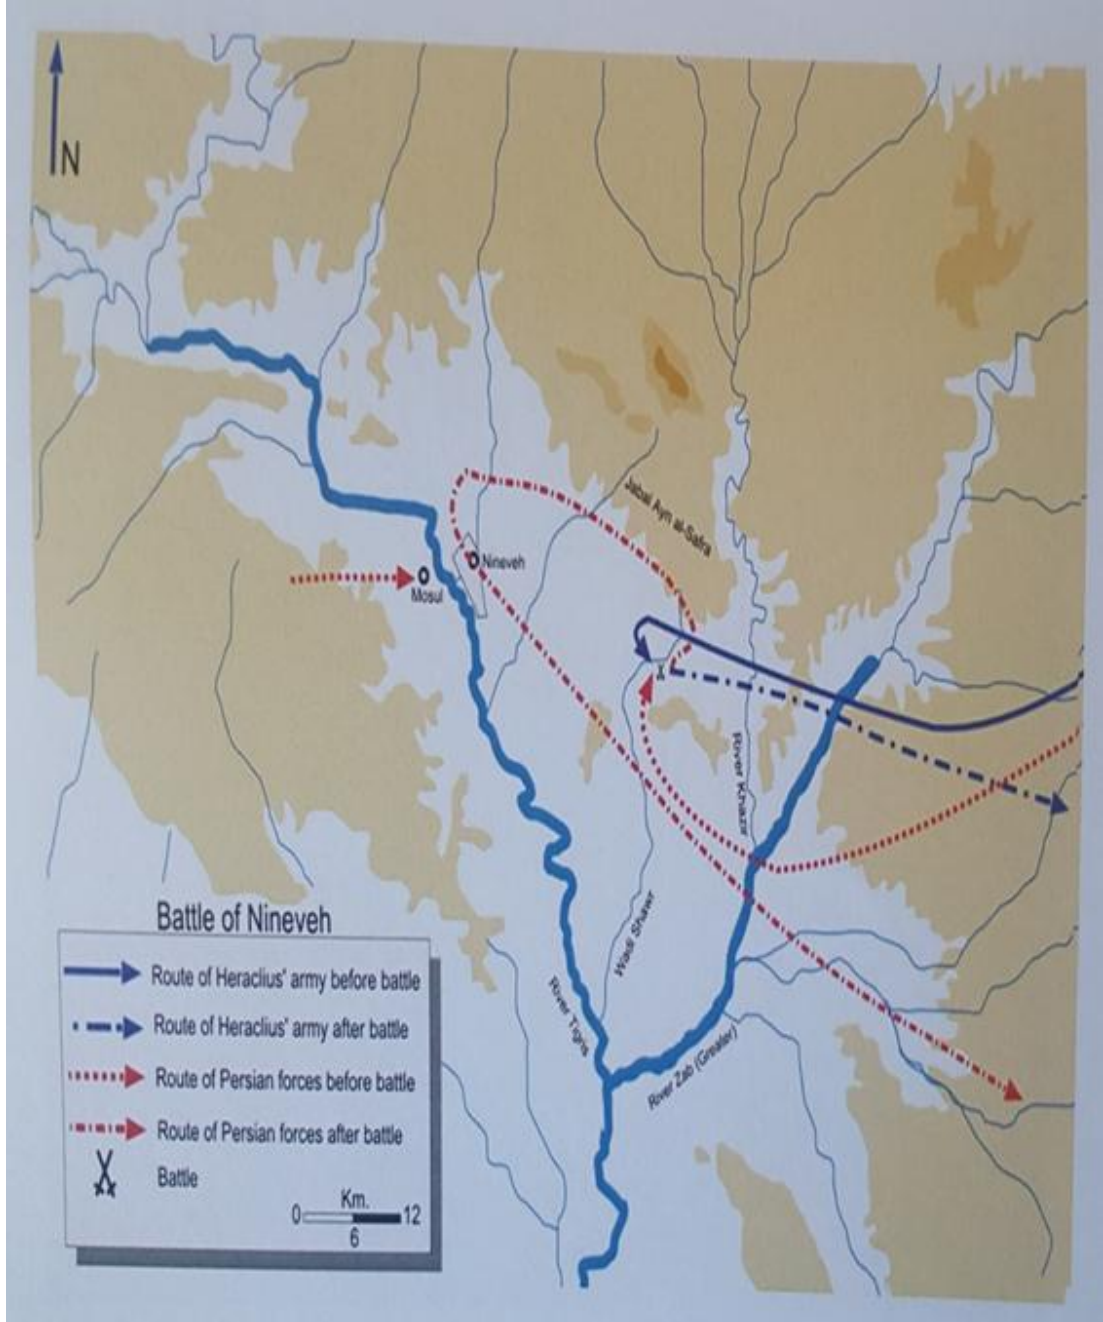 N
Jabal Ayn al-Safra
Nineveh
Mosul
River Khazir
Wadi Shawr
River Tigris
River Zab (Greater)
Battle of Nineveh
Route of Heraclius' army before battle
Route of Heraclius' army after battle
Route of Persian forces before battle
Route of Persian forces after battle
Battle
Km.
0 12
6